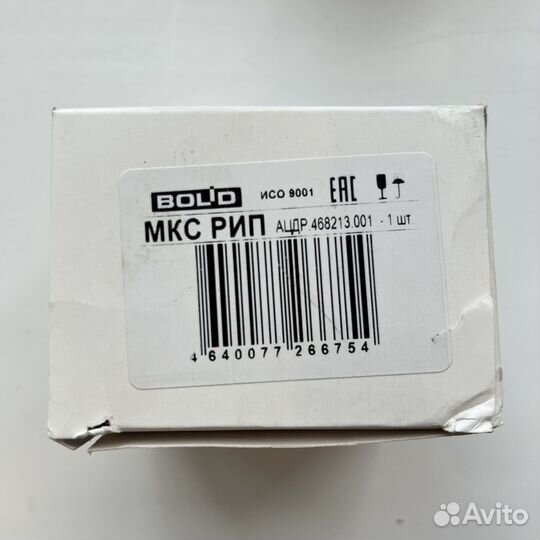 BOLID ИСО 9001 EAC
МКС РИП АЦДР.468213.001 - 1 шт
4 640077 266754
Avito